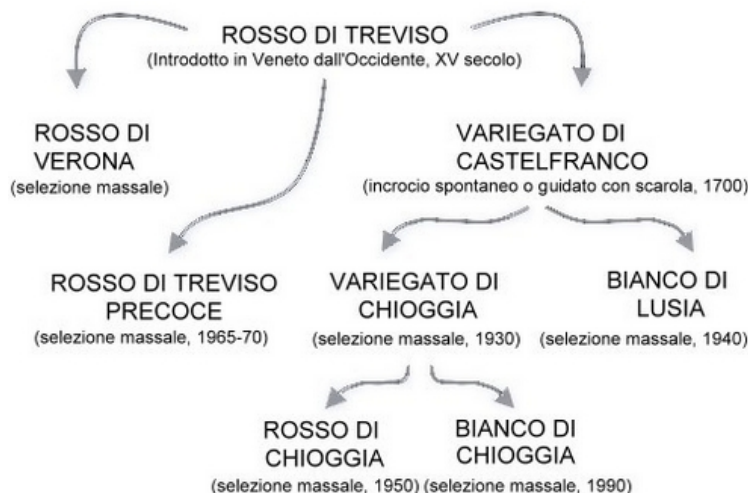 ROSSO DI TREVISO
(Introdotto in Veneto dall'Occidente, XV secolo)
ROSSO DI
VERONA
(selezione massale)
VARIEGATO DI
CASTELFRANCO
(incrocio spontaneo o guidato con scarola, 1700)
ROSSO DI TREVISO
PRECOCE
(selezione massale, 1965-70)
VARIEGATO DI
CHIOGGIA
(selezione massale, 1930)
BIANCO DI
LUSIA
(selezione massale, 1940)
ROSSO DI
CHIOGGIA
(selezione massale, 1950)
BIANCO DI
CHIOGGIA
(selezione massale, 1990)